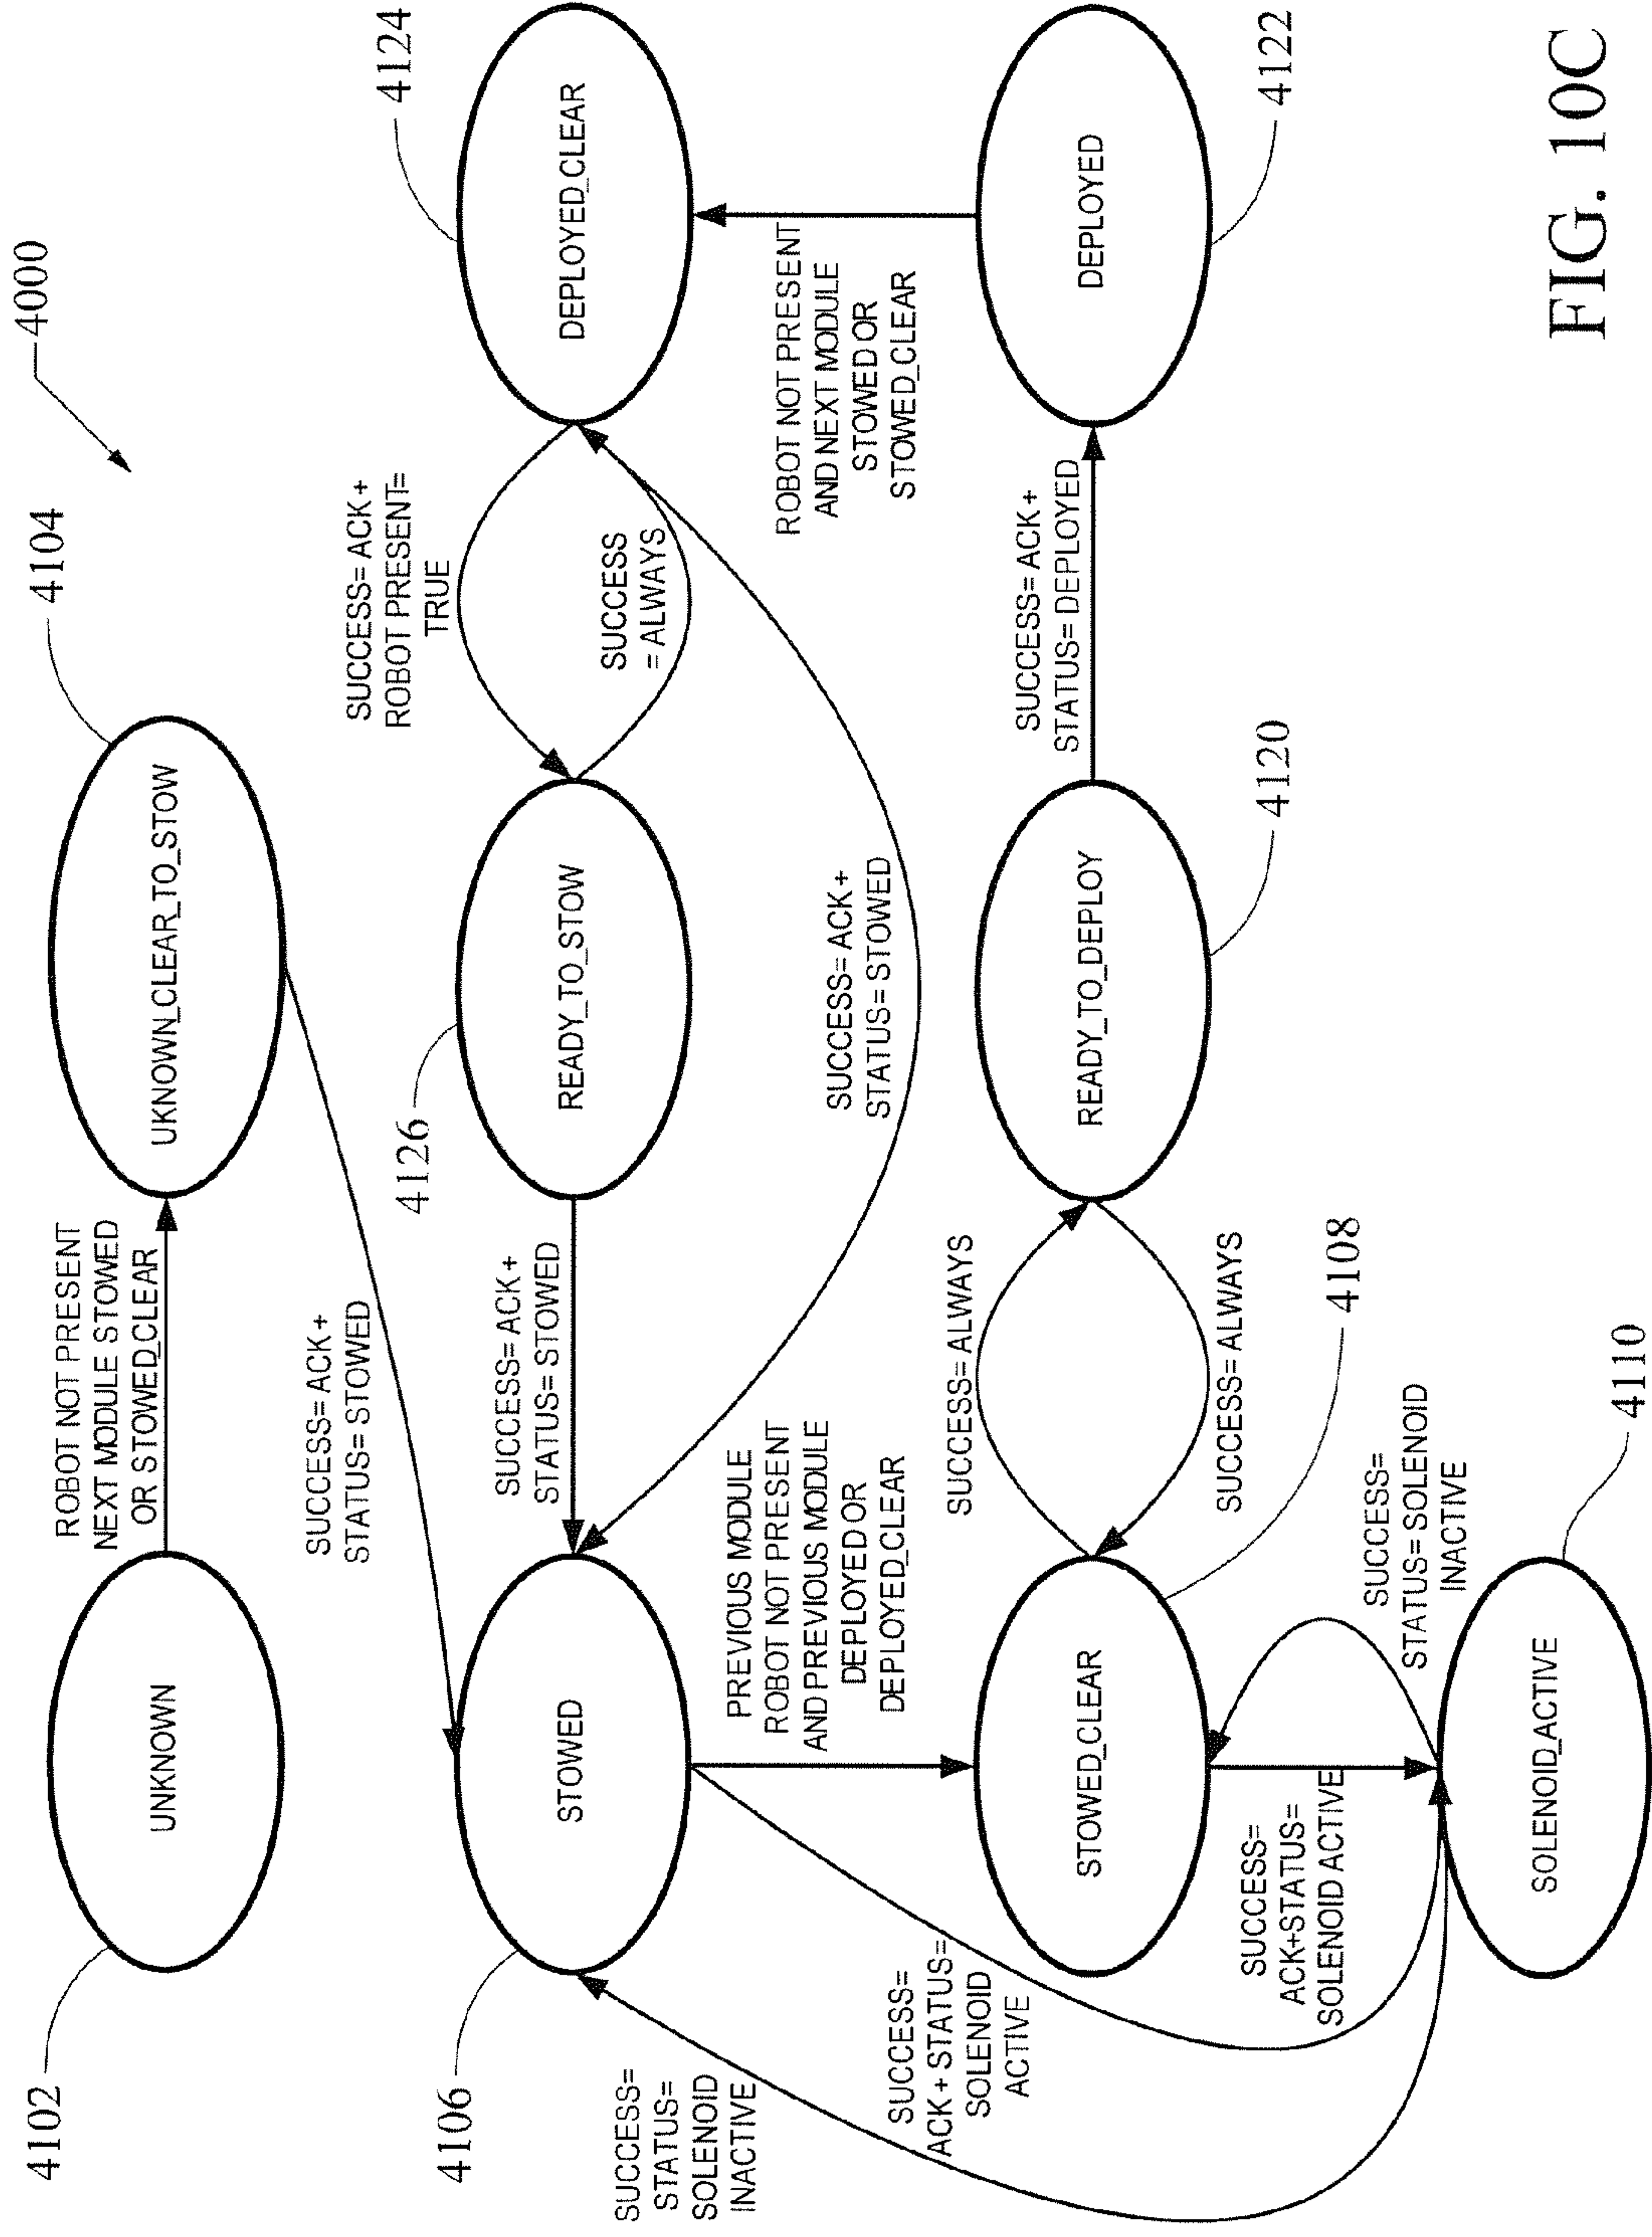 4000
4102
UNKNOWN
ROBOT NOT PRESENT
NEXT MODULE STOWED
OR STOWED_CLEAR
UKNOWN_CLEAR_TO_STOW
4104
SUCCESS= ACK+
STATUS= STOWED
4106
STOWED
SUCCESS= ACK+
STATUS= STOWED
4126
READY_TO_STOW
SUCCESS= ACK+
ROBOT PRESENT=
TRUE
SUCCESS
= ALWAYS
DEPLOYED_CLEAR
4124
SUCCESS=
STATUS=
SOLENOID
INACTIVE
PREVIOUS MODULE
ROBOT NOT PRESENT
AND PREVIOUS MODULE
DEPLOYED OR
DEPLOYED_CLEAR
SUCCESS= ACK+
STATUS= STOWED
ROBOT NOT PRESENT
AND NEXT MODULE
STOWED OR
STOWED_CLEAR
SUCCESS=
ACK+STATUS=
SOLENOID
ACTIVE
STOWED_CLEAR
SUCCESS= ALWAYS
SUCCESS= ALWAYS
READY_TO_DEPLOY
SUCCESS= ACK+
STATUS= DEPLOYED
DEPLOYED
4108
4120
4122
SUCCESS=
ACK+STATUS=
SOLENOID ACTIVE
SUCCESS=
STATUS= SOLENOID
INACTIVE
SOLENOID_ACTIVE
4110
FIG. 10C